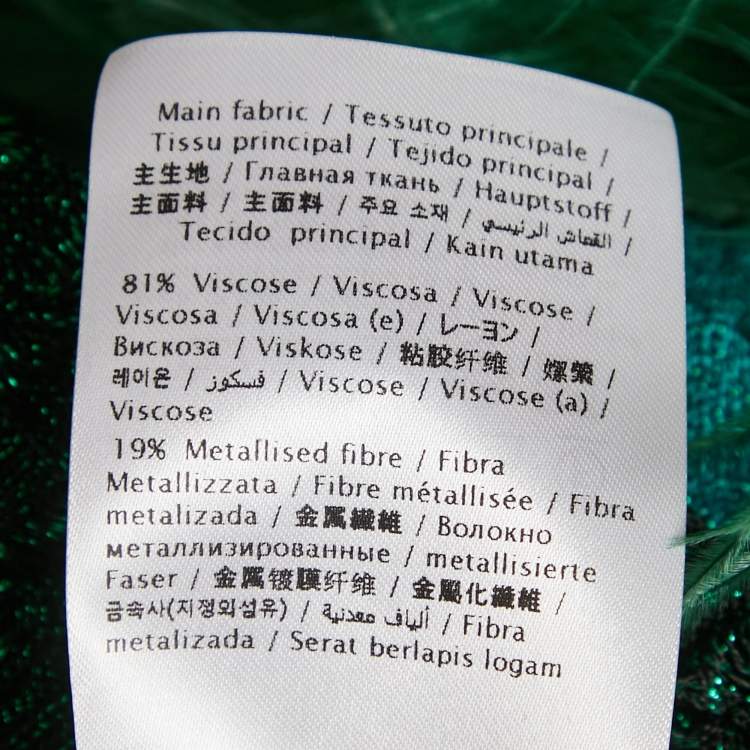 Main fabric / Tessuto principale /
Tissu principal / Tejido principal /
主生地 / Главная ткань / Hauptstoff /
主面料 / 主面料 / 주요 소재 / القماش الرئيسي /
Tecido principal / Kain utama
81% Viscose / Viscosa / Viscose /
Viscosa / Viscosa (e) / レーヨン /
Вискоза / Viskose / 粘胶纤维 / 嫘縈 /
레이온 / فسكوز / Viscose / Viscose (a) /
Viscose
19% Metallised fibre / Fibra
Metallizzata / Fibre métallisée / Fibra
metalizada / 金属繊維 / Волокно
металлизированные / metallisierte
Faser / 金属镀膜纤维 / 金屬化纖維 /
금속사(지정외섬유) / ألياف معدنية / Fibra
metalizada / Serat berlapis logam